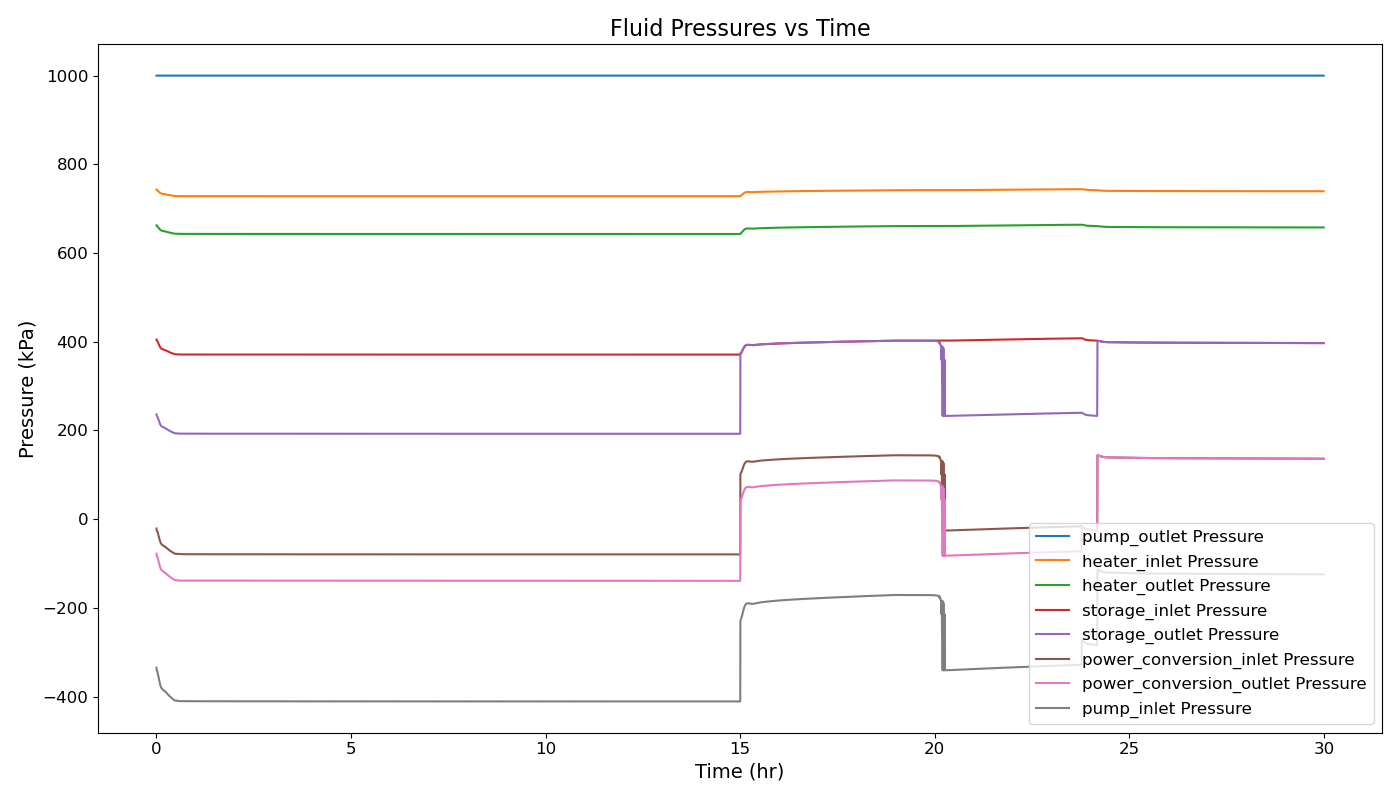 Fluid Pressures vs Time
Pressure (kPa)
1000
800
600
400
200
0
−200
−400
pump_outlet Pressure
heater_inlet Pressure
heater_outlet Pressure
storage_inlet Pressure
storage_outlet Pressure
power_conversion_inlet Pressure
power_conversion_outlet Pressure
pump_inlet Pressure
0 5 10 15 20 25 30
Time (hr)